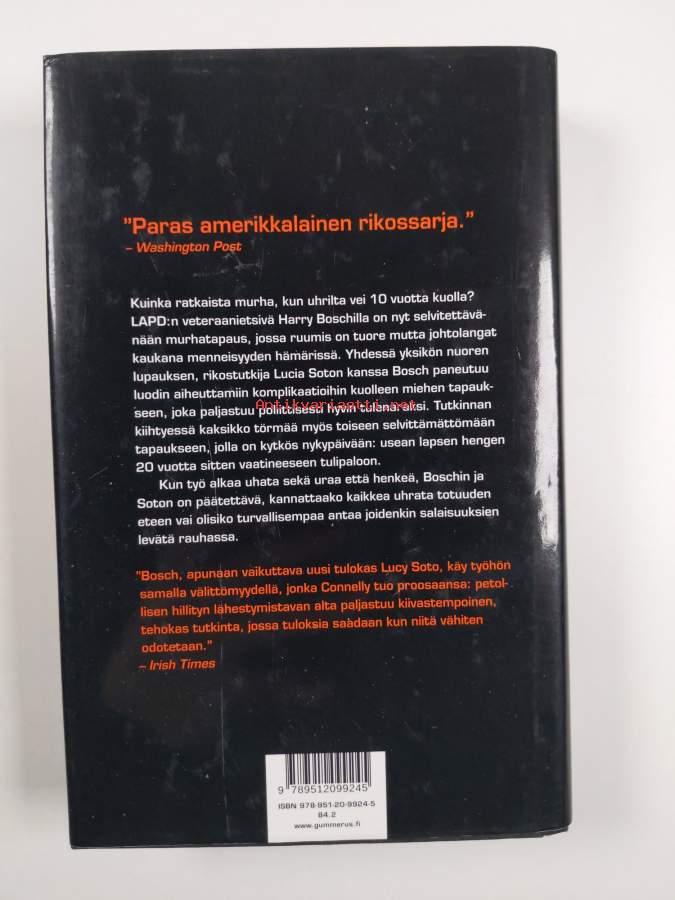 "Paras amerikkalainen rikossarja."
– Washington Post
Kuinka ratkaista murha, kun uhrilta vei 10 vuotta kuolla?
LAPD:n veteraanietsivä Harry Boschilla on nyt selvitettävä-
nään murhatapaus, jossa ruumis on tuore mutta johtolangat
kaukana menneisyyden hämärissä. Yhdessä yksikön nuoren
lupauksen, rikostutkija Lucia Soton kanssa Bosch paneutuu
luodin aiheuttamiin komplikaatioihin kuolleen miehen tapauk-
Antikvariaatti.net
seen, joka paljastuu poliittisesti hyvin tulenaraksi. Tutkinnan
kiihtyessä kaksikko törmää myös toiseen selvittämättömään
tapaukseen, jolla on kytkös nykypäivään: usean lapsen hengen
20 vuotta sitten vaatineeseen tulipaloon.
Kun työ alkaa uhata sekä uraa että henkeä, Boschin ja
Soton on päätettävä, kannattaako kaikkea uhrata totuuden
eteen vai olisiko turvallisempaa antaa joidenkin salaisuuksien
levätä rauhassa.
"Bosch, apunaan vaikuttava uusi tulokas Lucy Soto, käy työhön
samalla välittömyydellä, jonka Connelly tuo proosaansa: petol-
lisen hillityn lähestymistavan alta paljastuu kiivastempoinen,
tehokas tutkinta, jossa tuloksia saadaan kun niitä vähiten
odotetaan."
– Irish Times
9 789512 099245
ISBN 978-951-20-9924-5
84.2
www.gummerus.fi